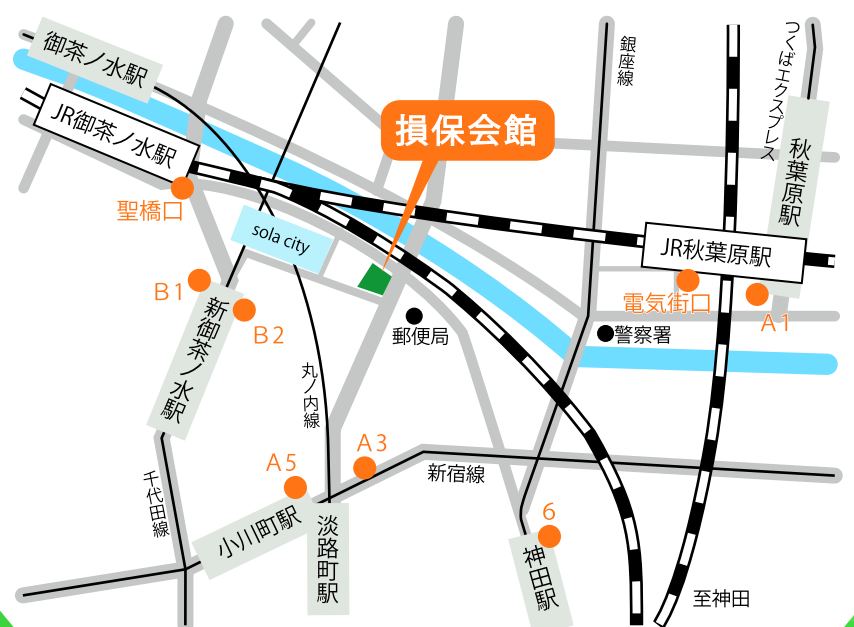 御茶ノ水駅
JR御茶ノ水駅
聖橋口
損保会館
銀座線
つくばエクスプレス
秋葉原駅
JR秋葉原駅
電気街口
A1
sola city
B1
B2
新御茶ノ水駅
郵便局
警察署
丸ノ内線
A3
A5
新宿線
千代田線
小川町駅
淡路町駅
6
神田駅
至神田